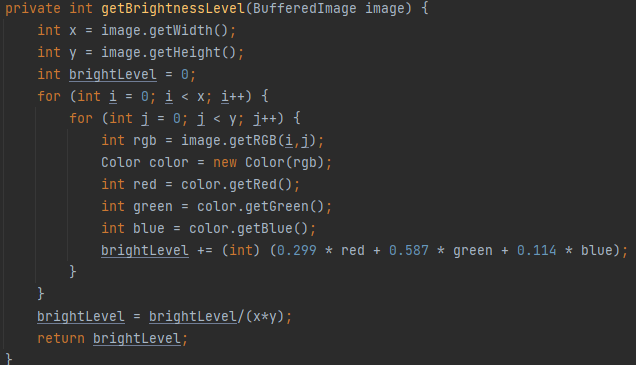 private int getBrightnessLevel(BufferedImage image) {
    int x = image.getWidth();
    int y = image.getHeight();
    int brightLevel = 0;
    for (int i = 0; i < x; i++) {
        for (int j = 0; j < y; j++) {
            int rgb = image.getRGB(i,j);
            Color color = new Color(rgb);
            int red = color.getRed();
            int green = color.getGreen();
            int blue = color.getBlue();
            brightLevel += (int) (0.299 * red + 0.587 * green + 0.114 * blue);
        }
    }
    brightLevel = brightLevel/(x*y);
    return brightLevel;
}